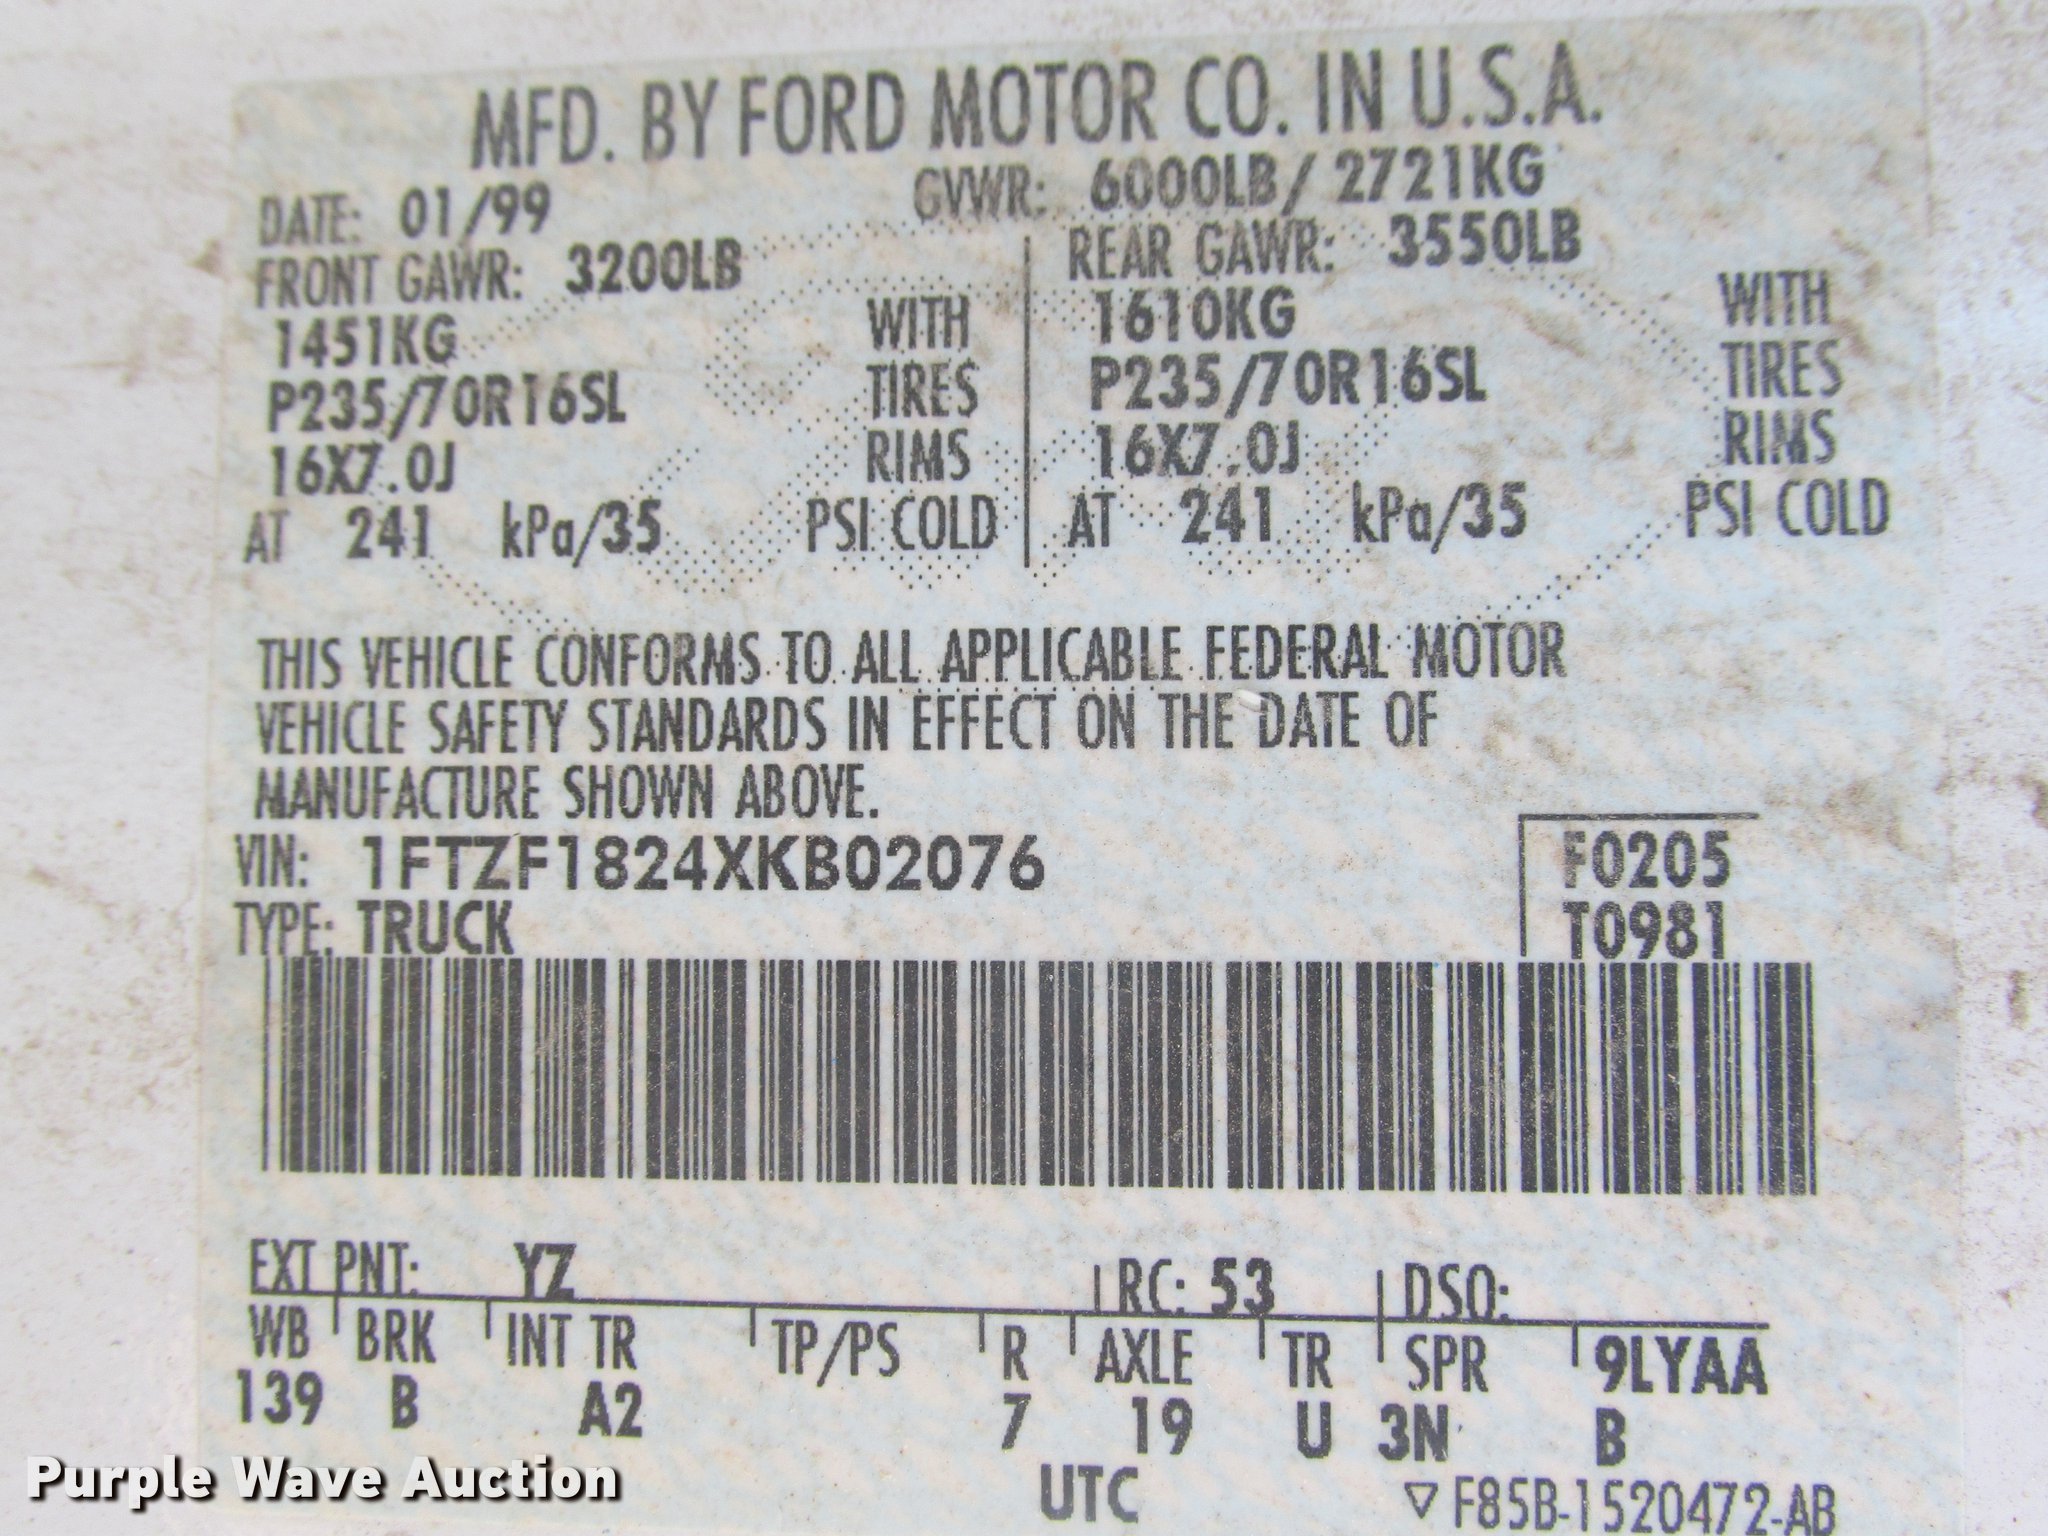 MFD. BY FORD MOTOR CO. IN U.S.A.
DATE: 01/99 GVWR: 6000LB/ 2721KG
FRONT GAWR: 3200LB REAR GAWR: 3550LB
1451KG WITH 1610KG WITH
P235/70R16SL TIRES P235/70R16SL TIRES
16X7.0J RIMS 16X7.0J RIMS
AT 241 kPa/35 PSI COLD AT 241 kPa/35 PSI COLD
THIS VEHICLE CONFORMS TO ALL APPLICABLE FEDERAL MOTOR
VEHICLE SAFETY STANDARDS IN EFFECT ON THE DATE OF
MANUFACTURE SHOWN ABOVE.
VIN: 1FTZF1824XKB02076 F0205
TYPE: TRUCK T0981
EXT PNT: YZ RC: 53 DSO:
WB BRK INT TR TP/PS R AXLE TR SPR 9LYAA
139 B A2 7 19 U 3N B
UTC ▽F85B-1520472-AB
Purple Wave Auction